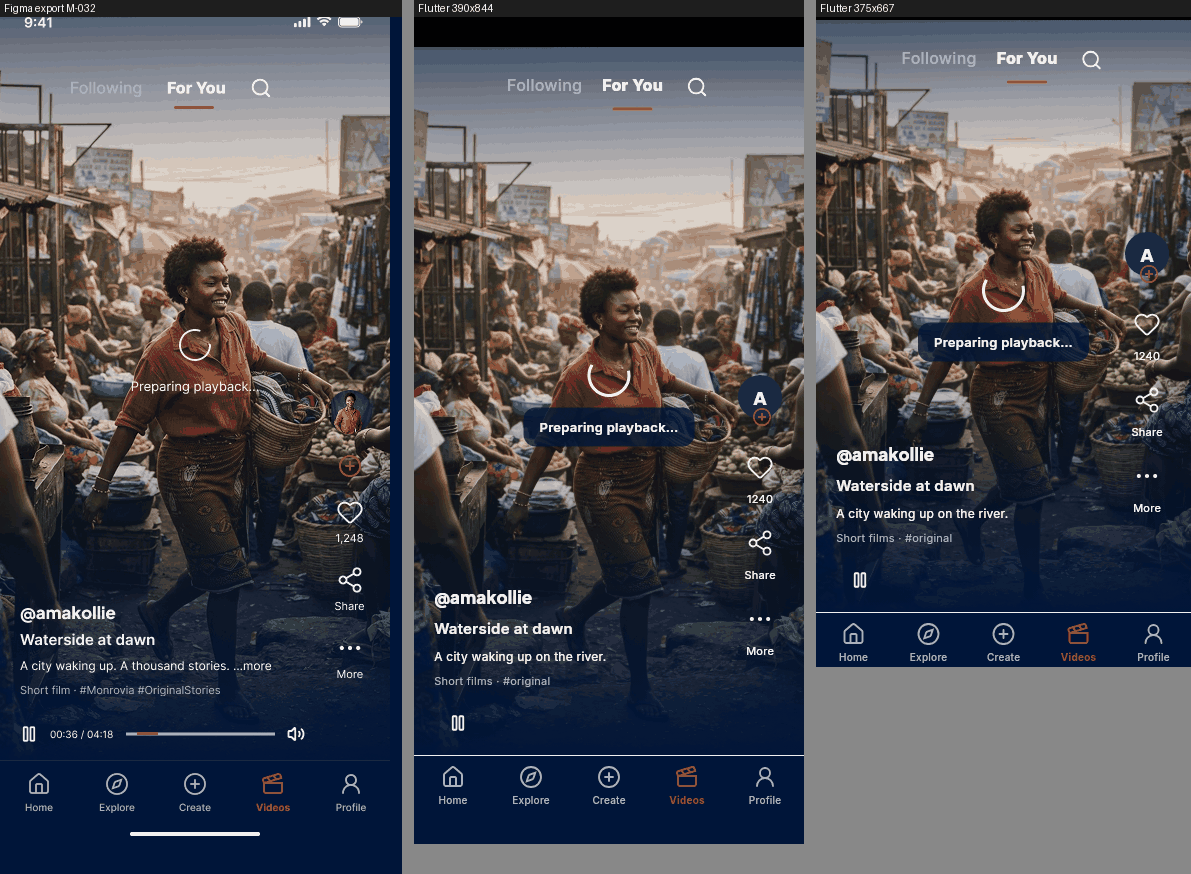 Figma export M-032
9:41
Following
For You
Preparing playback...
1,248
Share
More
@amakollie
Waterside at dawn
A city waking up. A thousand stories. ...more
Short film · #Monrovia #OriginalStories
00:36 / 04:18
Home
Explore
Create
Videos
Profile
Flutter 390x844
Following
For You
A
Preparing playback...
1240
Share
More
@amakollie
Waterside at dawn
A city waking up on the river.
Short films · #original
Home
Explore
Create
Videos
Profile
Flutter 375x667
Following
For You
A
Preparing playback...
1240
Share
More
@amakollie
Waterside at dawn
A city waking up on the river.
Short films · #original
Home
Explore
Create
Videos
Profile